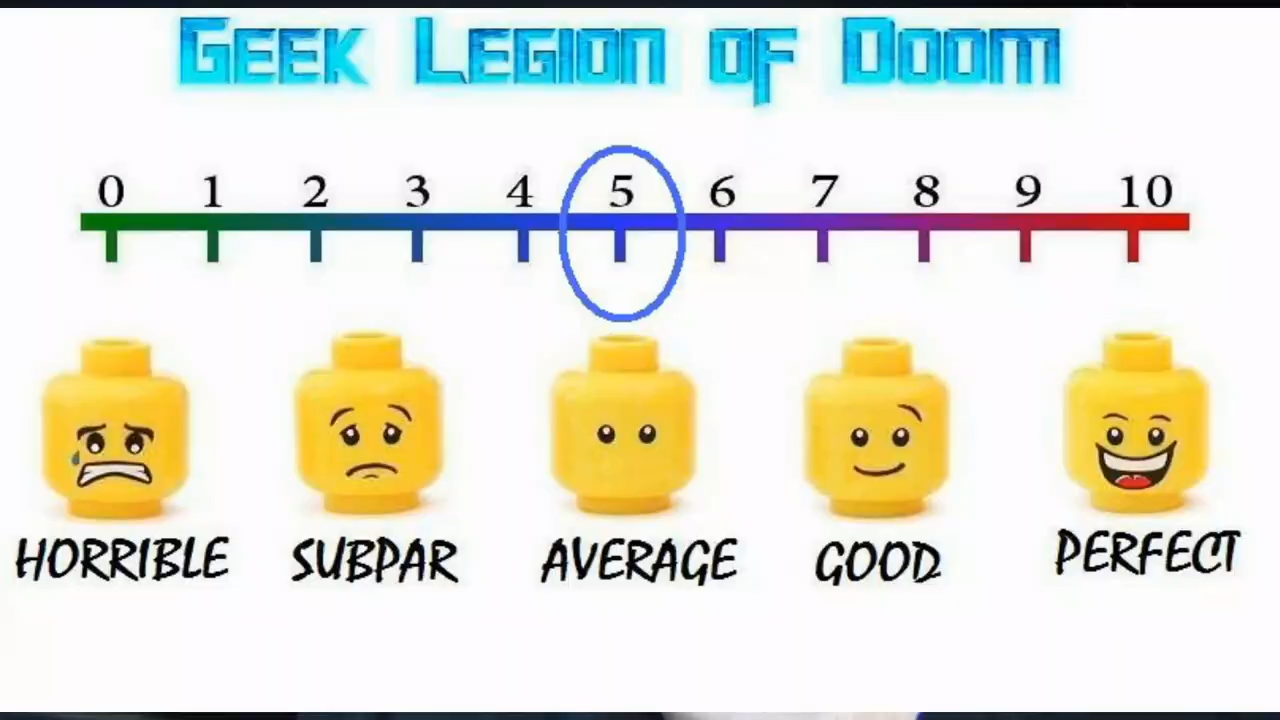 Geek Legion of Doom
0 1 2 3 4 5 6 7 8 9 10
HORRIBLE SUBPAR AVERAGE GOOD PERFECT